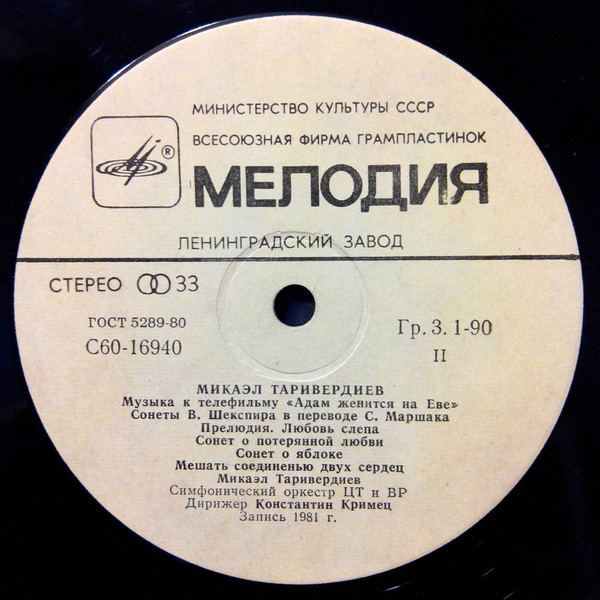 МИНИСТЕРСТВО КУЛЬТУРЫ СССР
ВСЕСОЮЗНАЯ ФИРМА ГРАМПЛАСТИНОК
®
МЕЛОДИЯ
ЛЕНИНГРАДСКИЙ ЗАВОД
СТЕРЕО 33
ГОСТ 5289-80
С60-16940
Гр. 3. 1-90
II
МИКАЭЛ ТАРИВЕРДИЕВ
Музыка к телефильму «Адам женится на Еве»
Сонеты В. Шекспира в переводе С. Маршака
Прелюдия. Любовь слепа
Сонет о потерянной любви
Сонет о яблоке
Мешать соединенью двух сердец
Микаэл Таривердиев
Симфонический оркестр ЦТ и ВР
Дирижер Константин Кримец
Запись 1981 г.